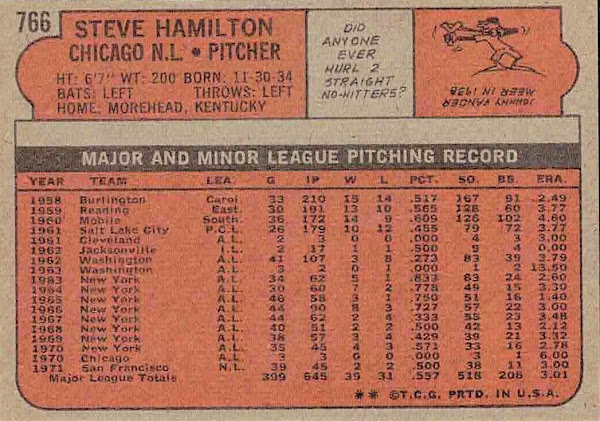 766
STEVE HAMILTON
CHICAGO N.L. • PITCHER
HT: 6'7" WT: 200 BORN: 11-30-34
BATS: LEFT THROWS: LEFT
HOME: MOREHEAD, KENTUCKY
DID
ANYONE
EVER
HURL 2
STRAIGHT
NO-HITTERS?
JOHNNY VANDER
MEER IN 1938
MAJOR AND MINOR LEAGUE PITCHING RECORD
YEAR TEAM LEA. G IP W L PCT. SO. BB. ERA.
1958 Burlington Carol. 33 210 15 14 .517 167 91 2.49
1959 Reading East. 30 191 13 10 .565 128 60 3.77
1960 Mobile South. 36 172 14 9 .609 126 102 4.60
1961 Salt Lake City P.C.L. 26 179 10 12 .455 79 72 3.77
1961 Cleveland A.L. 2 3 0 0 .000 4 3 3.00
1962 Jacksonville I.L. 2 17 1 1 .500 9 4 0.00
1962 Washington A.L. 41 107 3 8 .273 83 39 3.79
1963 Washington A.L. 3 2 0 1 .000 1 2 13.50
1963 New York A.L. 34 62 5 1 .833 63 24 2.60
1964 New York A.L. 30 60 7 2 .778 49 15 3.30
1965 New York A.L. 46 58 3 1 .750 51 16 1.40
1966 New York A.L. 44 90 8 3 .727 57 22 3.00
1967 New York A.L. 44 62 2 4 .333 55 23 3.48
1968 New York A.L. 40 51 2 2 .500 42 13 2.12
1969 New York A.L. 38 57 3 4 .429 39 21 3.32
1970 New York A.L. 35 45 4 3 .571 33 16 2.78
1970 Chicago A.L. 3 3 0 0 .000 3 1 6.00
1971 San Francisco N.L. 39 45 2 2 .500 38 11 3.00
Major League Totals 399 645 39 31 .557 518 206 3.01
** ©T.C.G. PRTD. IN U.S.A.